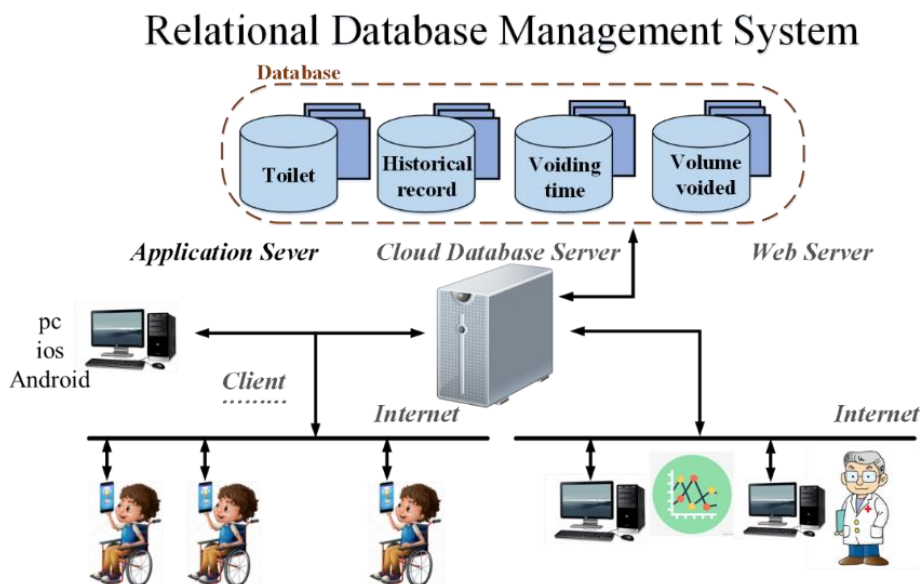 Relational Database Management System
Database
Toilet
Historical
record
Voiding
time
Volume
voided
Application Sever
Cloud Database Server
Web Server
pc
ios
Android
Client
.........
Internet
Internet